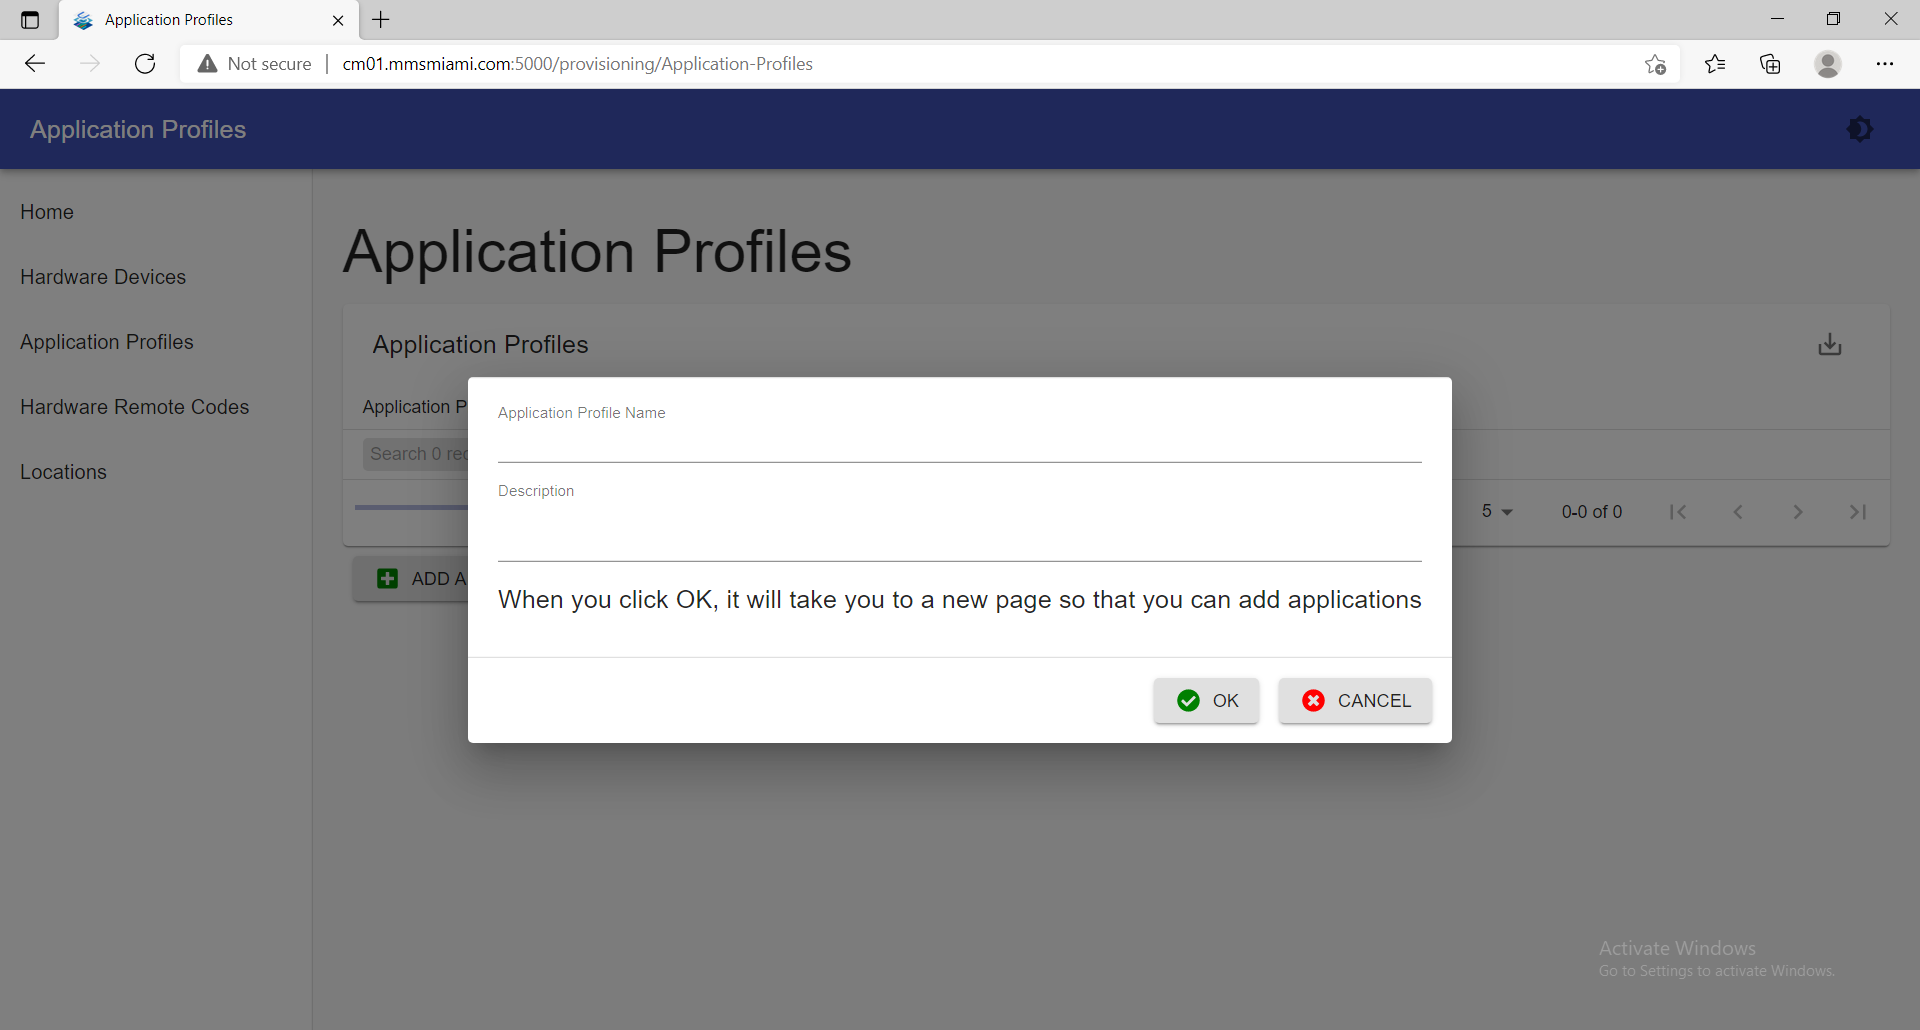 Application Profiles
Not secure
cm01.mmsmiami.com:5000/provisioning/Application-Profiles
Application Profiles
Home
Hardware Devices
Application Profiles
Hardware Remote Codes
Locations
Application Profiles
Application Profiles
Application P
Search 0 rec
5
0-0 of 0
ADD A
Application Profile Name
Description
When you click OK, it will take you to a new page so that you can add applications
OK
CANCEL
Activate Windows
Go to Settings to activate Windows.